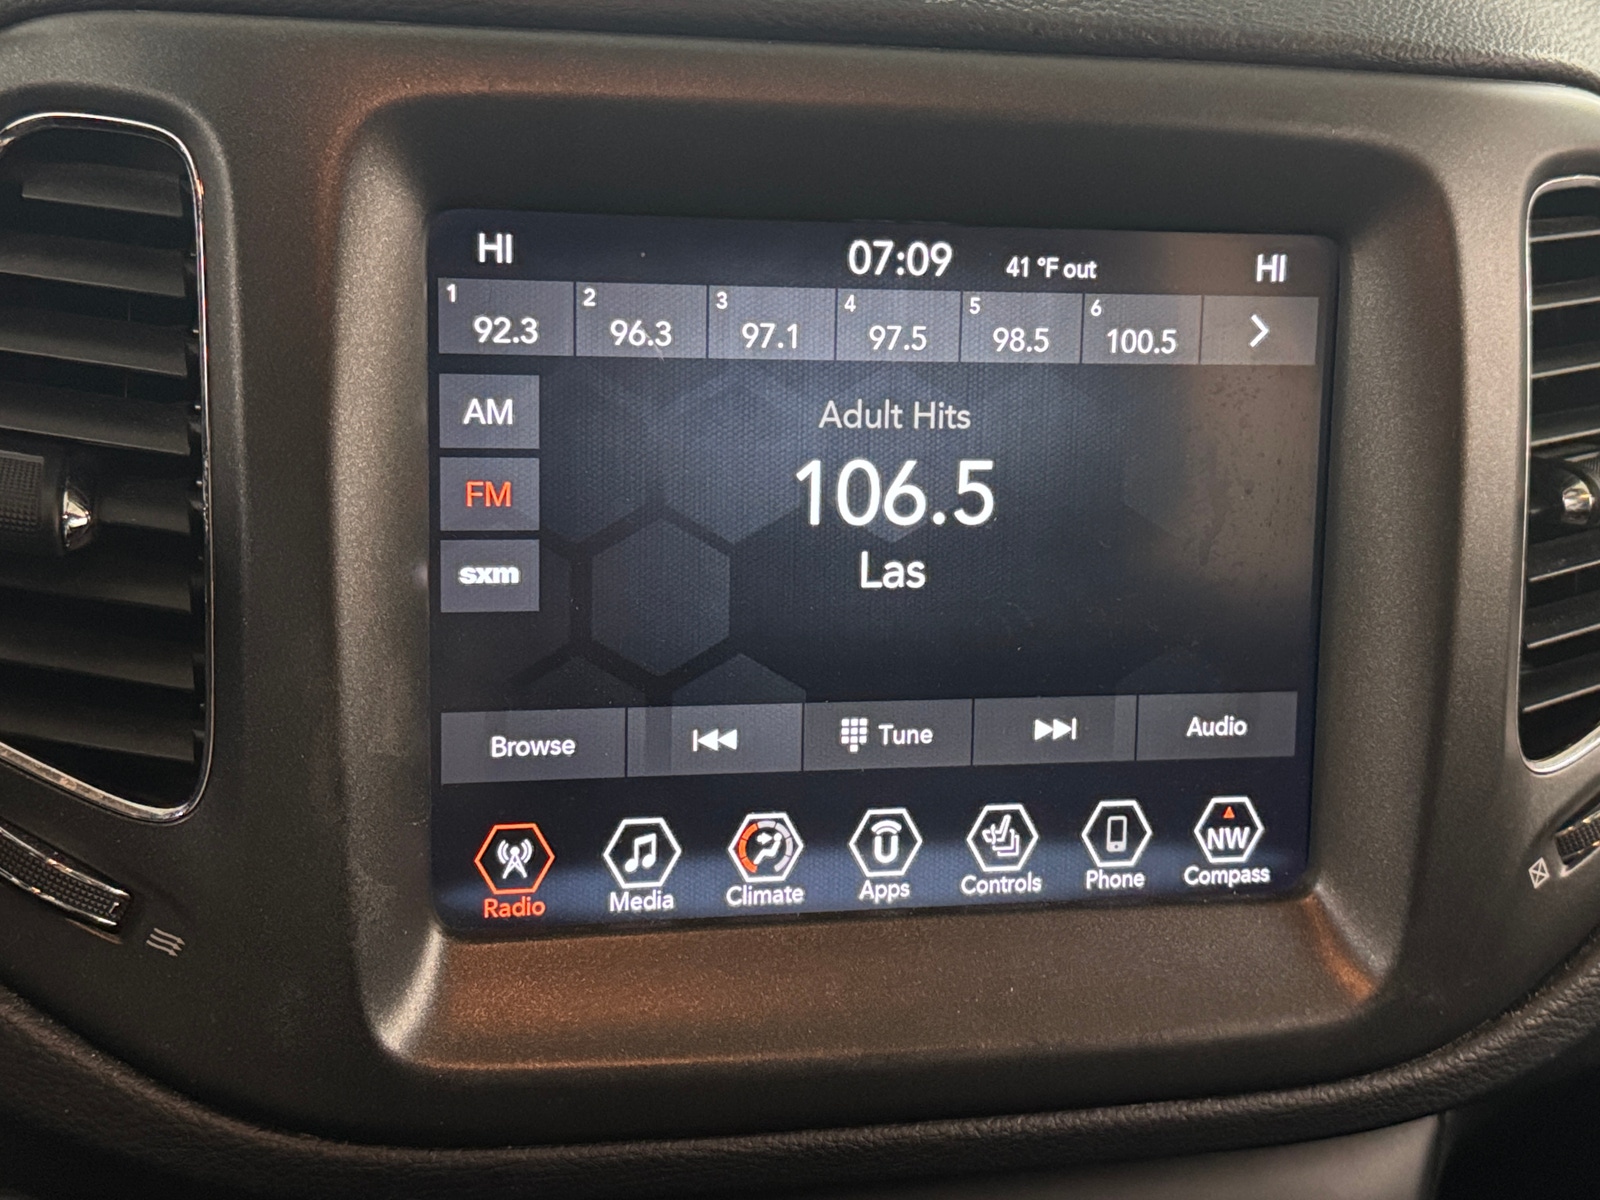 HI 07:09 41 °F out HI
1 2 3 4 5 6
92.3 96.3 97.1 97.5 98.5 100.5
AM
FM
sxm
Adult Hits
106.5
Las
Browse Tune Audio
U NW
Radio Media Climate Apps Controls Phone Compass